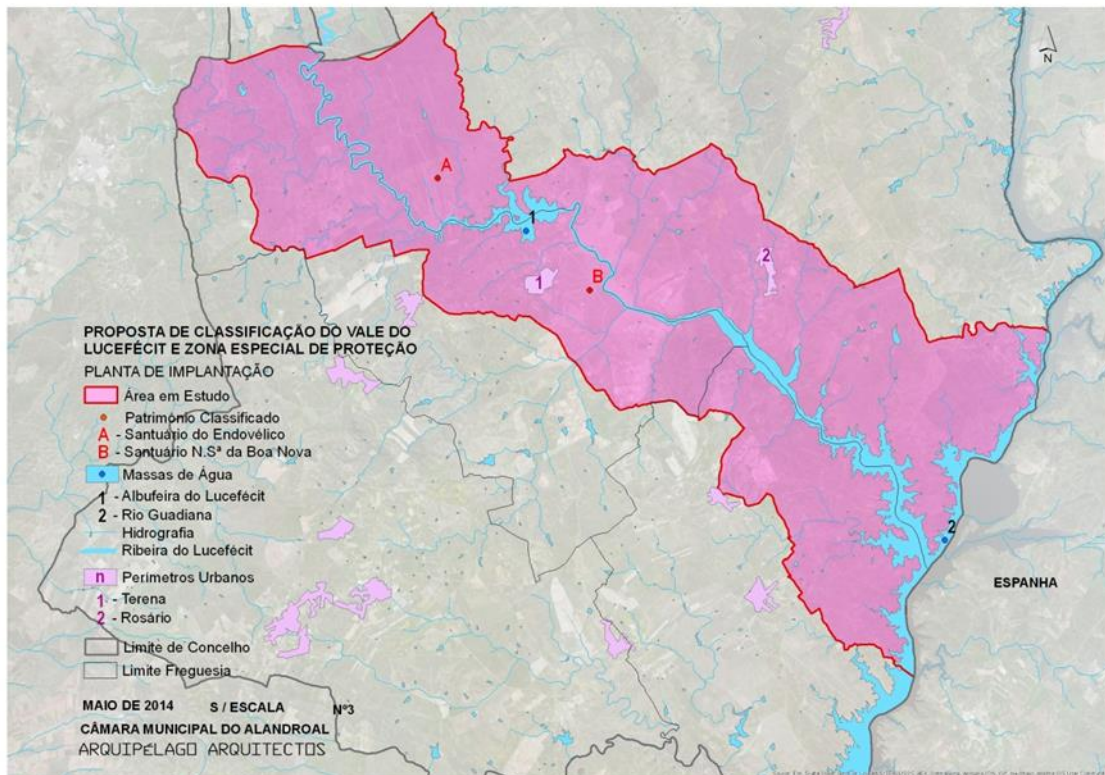 N
A
1
1
B
2
PROPOSTA DE CLASSIFICAÇÃO DO VALE DO
LUCEFÉCIT E ZONA ESPECIAL DE PROTEÇÃO
PLANTA DE IMPLANTAÇÃO
Área em Estudo
Património Classificado
A - Santuário do Endovélico
B - Santuário N.Sª da Boa Nova
Massas de Água
1 - Albufeira do Lucefécit
2 - Rio Guadiana
Hidrografia
Ribeira do Lucefécit
n Perimetros Urbanos
1 - Terena
2 - Rosário
Limite de Concelho
Limite Freguesia
2
ESPANHA
MAIO DE 2014 S / ESCALA Nº3
CÂMARA MUNICIPAL DO ALANDROAL
ARQUIPÉLAGO ARQUITECTOS